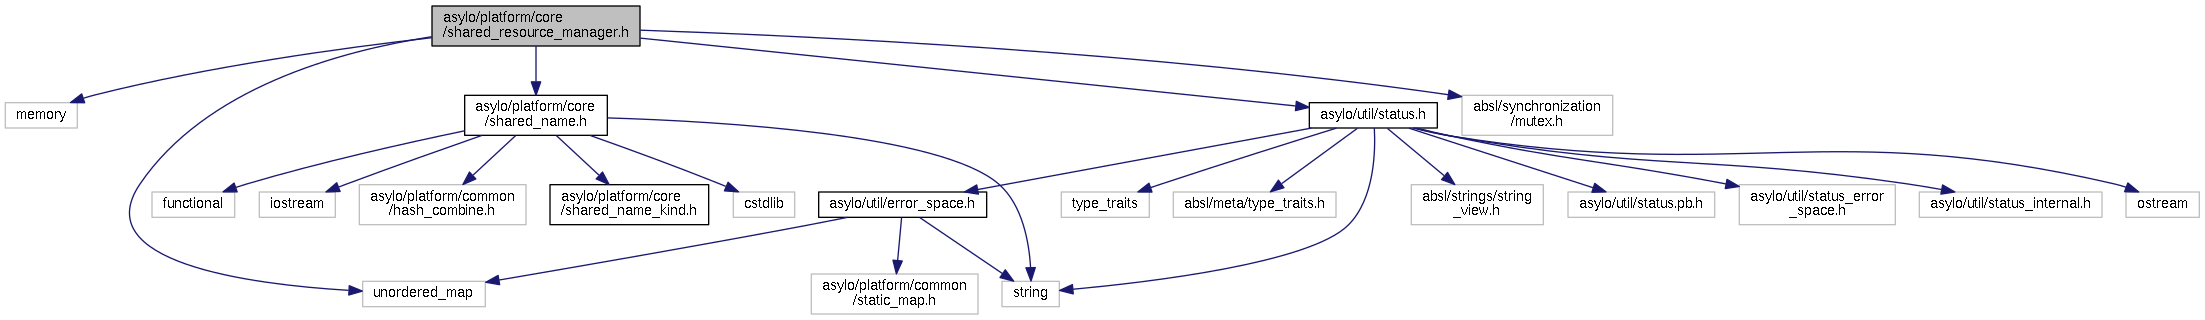 asylo/platform/core
/shared_resource_manager.h
memory
asylo/platform/core
/shared_name.h
asylo/util/status.h
absl/synchronization
/mutex.h
functional
iostream
asylo/platform/common
/hash_combine.h
asylo/platform/core
/shared_name_kind.h
cstdlib
asylo/util/error_space.h
type_traits
absl/meta/type_traits.h
absl/strings/string
_view.h
asylo/util/status.pb.h
asylo/util/status_error
_space.h
asylo/util/status_internal.h
ostream
unordered_map
asylo/platform/common
/static_map.h
string